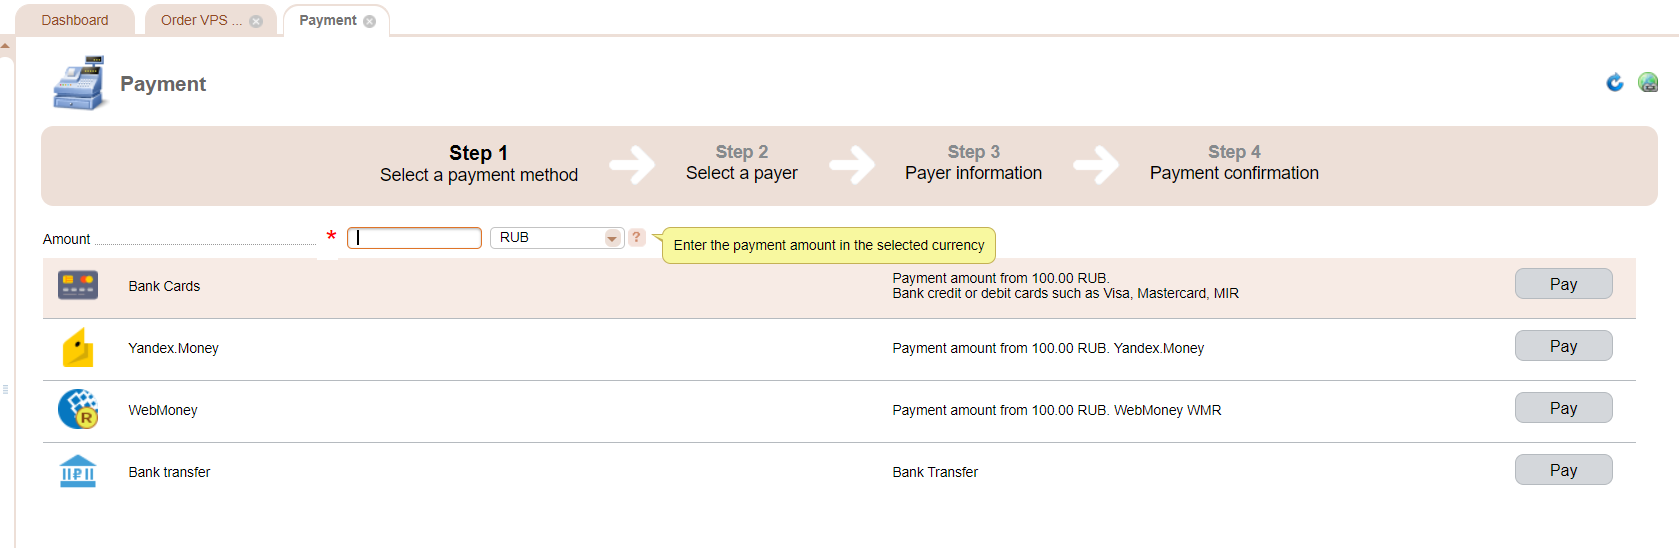 Dashboard
Order VPS ...
Payment
Payment
Step 1
Select a payment method
Step 2
Select a payer
Step 3
Payer information
Step 4
Payment confirmation
Amount * RUB ? Enter the payment amount in the selected currency
Bank Cards
Payment amount from 100.00 RUB.
Bank credit or debit cards such as Visa, Mastercard, MIR
Pay
Yandex.Money
Payment amount from 100.00 RUB. Yandex.Money
Pay
R
WebMoney
Payment amount from 100.00 RUB. WebMoney WMR
Pay
₽
Bank transfer
Bank Transfer
Pay